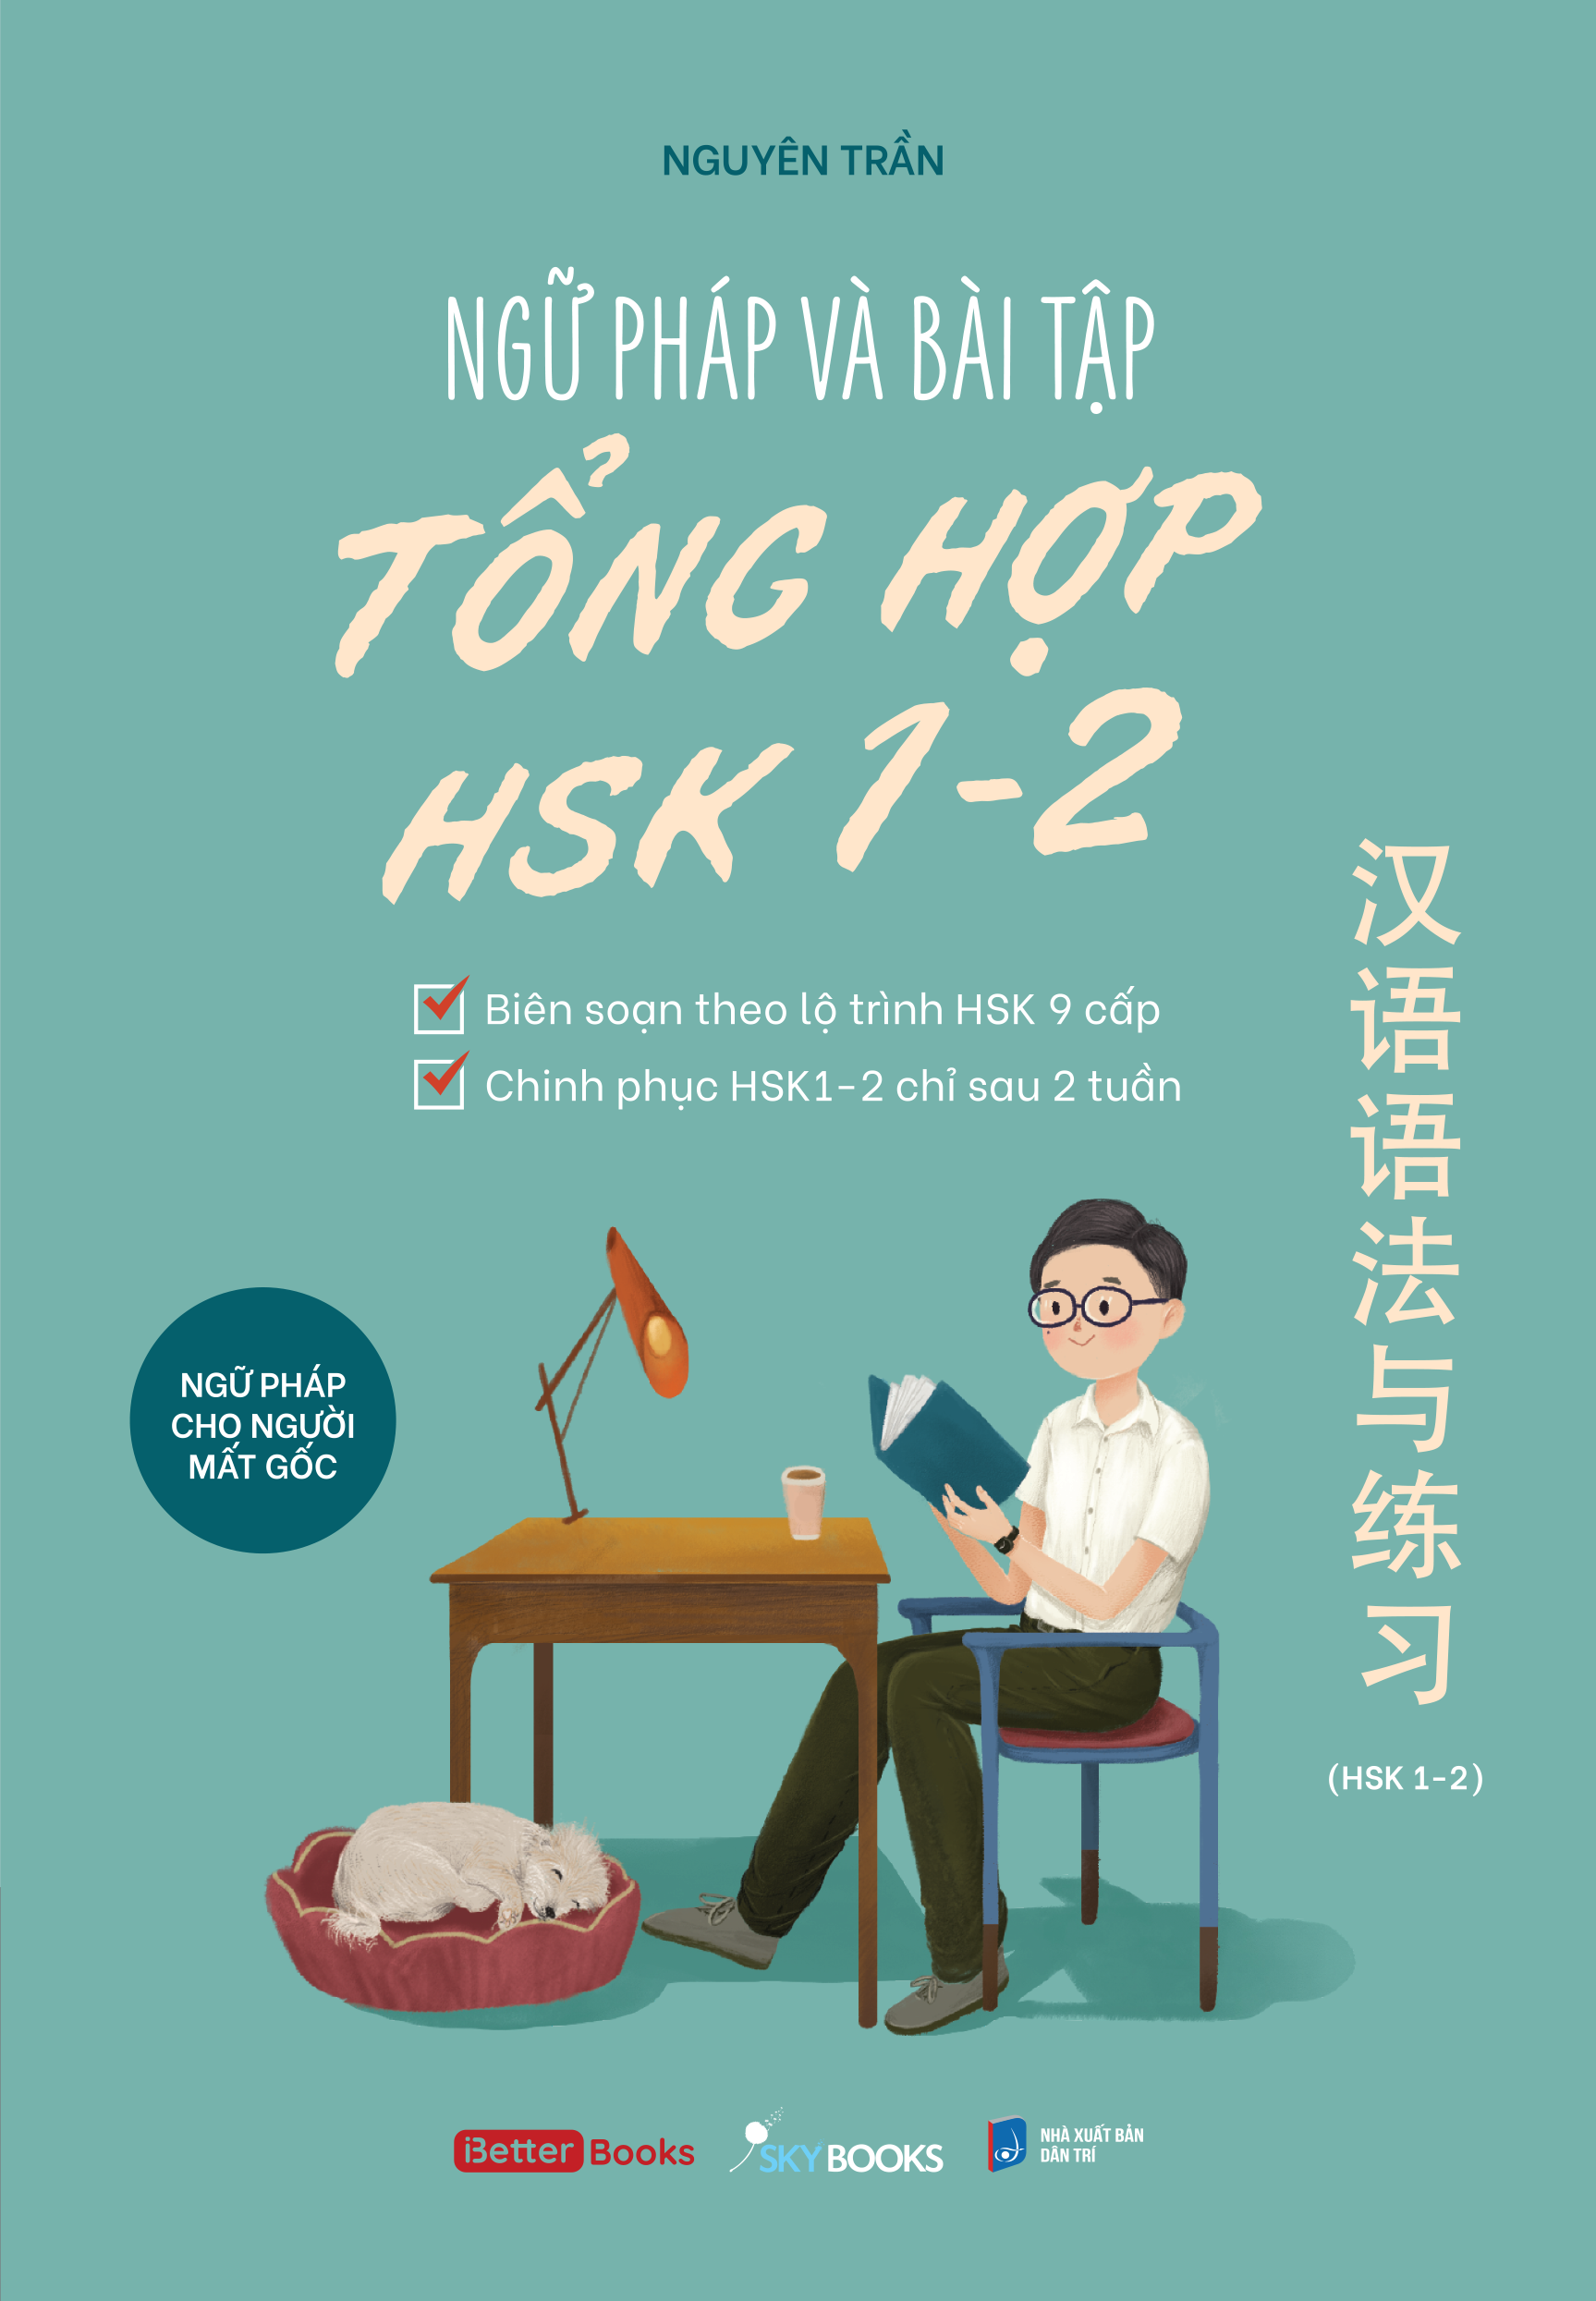 NGUYÊN TRẦN
NGỮ PHÁP VÀ BÀI TẬP
TỔNG HỢP
HSK 1-2
Biên soạn theo lộ trình HSK 9 cấp
Chinh phục HSK1-2 chỉ sau 2 tuần
汉语语法与练习
(HSK 1-2)
NGỮ PHÁP
CHO NGƯỜI
MẤT GỐC
iBetter Books
SKYBOOKS
NHÀ XUẤT BẢN
DÂN TRÍ